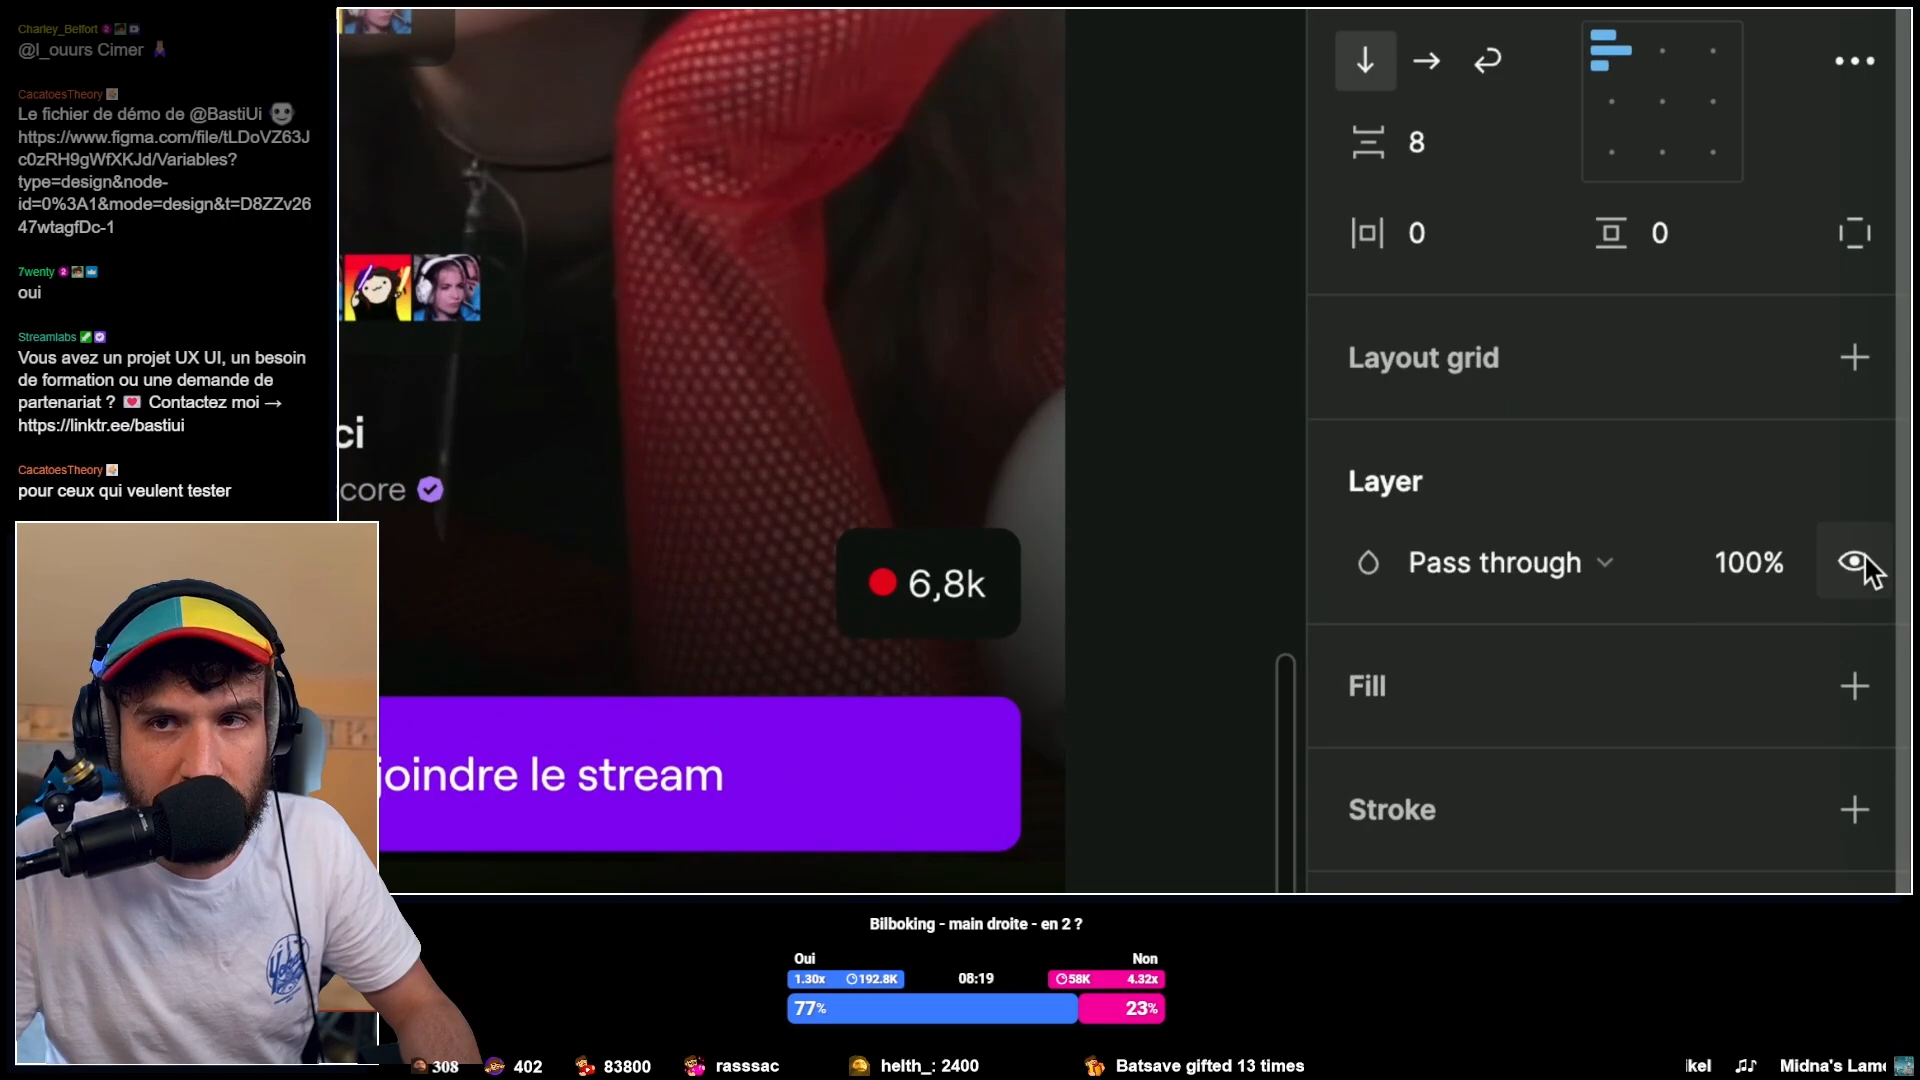 Charley_Belfort
@l_ouurs Cimer
CacatoesTheory
Le fichier de démo de @BastiUi
https://www.figma.com/file/tLDoVZ63J
c0zRH9gWfXKJd/Variables?
type=design&node-
id=0%3A1&mode=design&t=D8ZZv26
47wtagfDc-1
7wenty
oui
Streamlabs
Vous avez un projet UX UI, un besoin
de formation ou une demande de
partenariat ? 💌 Contactez moi →
https://linktr.ee/bastiui
CacatoesTheory
pour ceux qui veulent tester
ci
core
6,8k
joindre le stream
8
0
0
Layout grid
Layer
Pass through
100%
Fill
Stroke
Bilboking - main droite - en 2 ?
Oui
Non
1.30x
192.8K
08:19
58K
4.32x
77%
23%
308
402
83800
rasssac
helth_: 2400
Batsave gifted 13 times
ikel
Midna's Lame